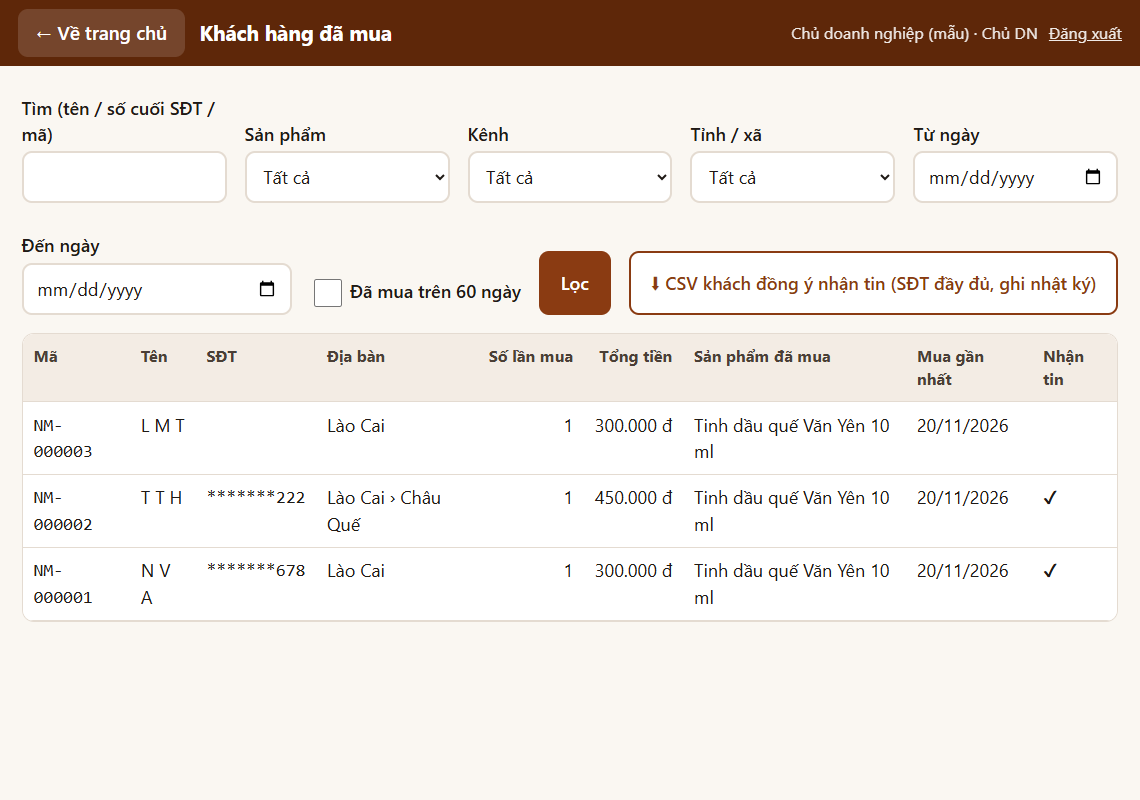 ← Về trang chủ Khách hàng đã mua Chủ doanh nghiệp (mẫu) · Chủ DN Đăng xuất
Tìm (tên / số cuối SĐT /
mã) Sản phẩm Kênh Tỉnh / xã Từ ngày
Tất cả Tất cả Tất cả mm/dd/yyyy
Đến ngày
mm/dd/yyyy Đã mua trên 60 ngày Lọc ⬇ CSV khách đồng ý nhận tin (SĐT đầy đủ, ghi nhật ký)
Mã Tên SĐT Địa bàn Số lần mua Tổng tiền Sản phẩm đã mua Mua gần Nhận
nhất tin
NM- L M T Lào Cai 1 300.000 đ Tinh dầu quế Văn Yên 10 20/11/2026
000003 ml
NM- T T H *******222 Lào Cai › Châu 1 450.000 đ Tinh dầu quế Văn Yên 10 20/11/2026 ✓
000002 Quế ml
NM- N V *******678 Lào Cai 1 300.000 đ Tinh dầu quế Văn Yên 10 20/11/2026 ✓
000001 A ml